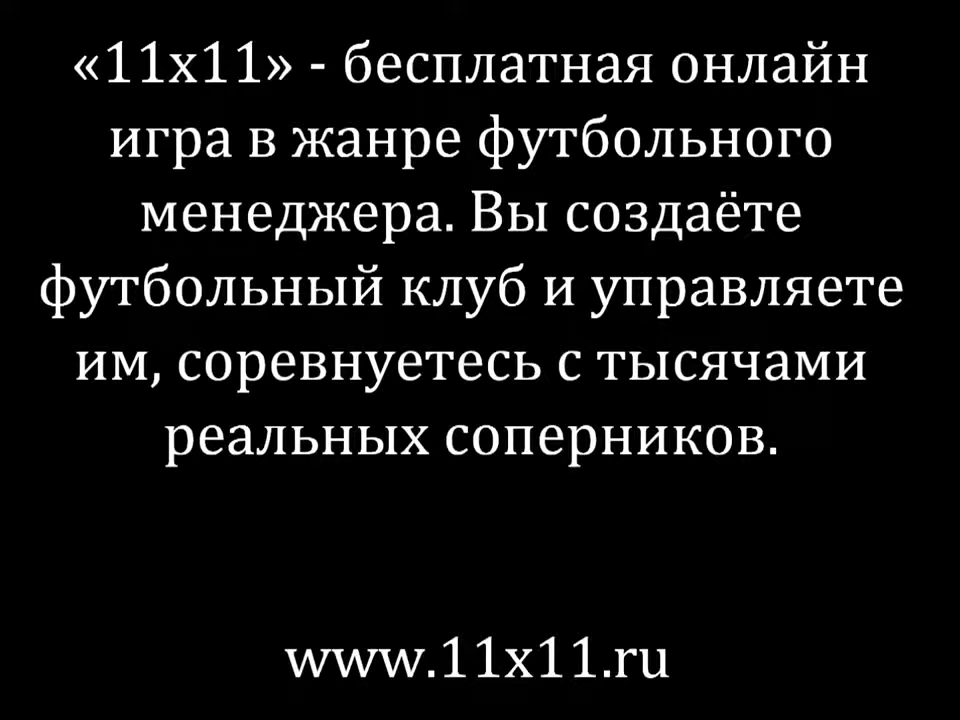 «11x11» - бесплатная онлайн
игра в жанре футбольного
менеджера. Вы создаёте
футбольный клуб и управляете
им, соревнуетесь с тысячами
реальных соперников.
www.11x11.ru